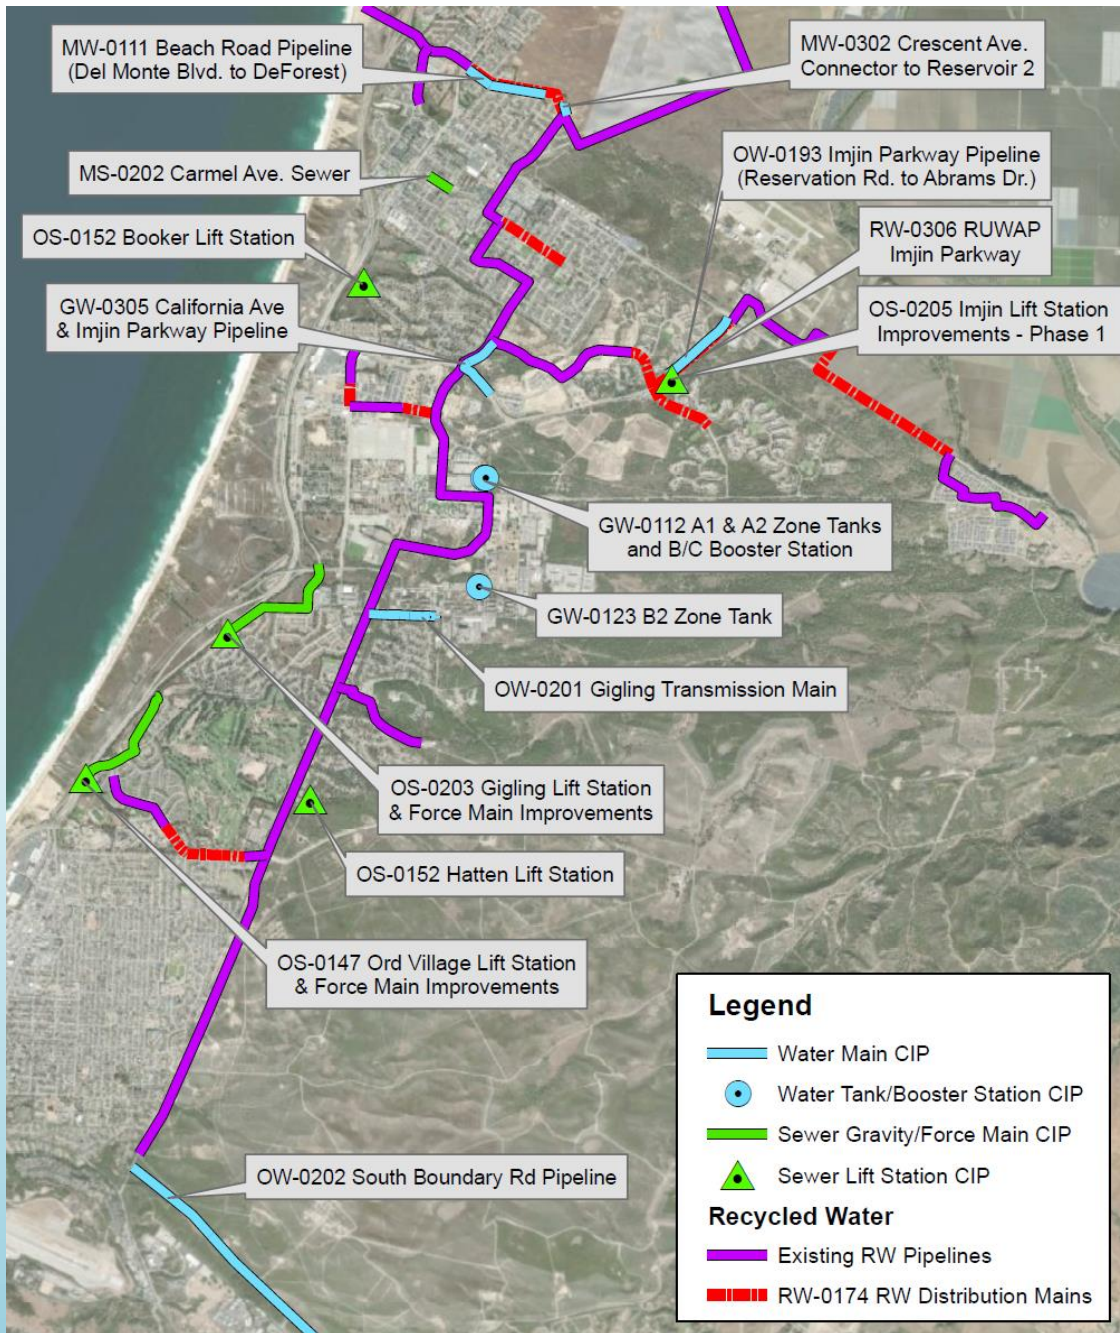 MW-0111 Beach Road Pipeline
(Del Monte Blvd. to DeForest)
MW-0302 Crescent Ave.
Connector to Reservoir 2
OW-0193 Imjin Parkway Pipeline
(Reservation Rd. to Abrams Dr.)
MS-0202 Carmel Ave. Sewer
RW-0306 RUWAP
Imjin Parkway
OS-0152 Booker Lift Station
GW-0305 California Ave
& Imjin Parkway Pipeline
OS-0205 Imjin Lift Station
Improvements - Phase 1
GW-0112 A1 & A2 Zone Tanks
and B/C Booster Station
GW-0123 B2 Zone Tank
OW-0201 Gigling Transmission Main
OS-0203 Gigling Lift Station
& Force Main Improvements
OS-0152 Hatten Lift Station
OS-0147 Ord Village Lift Station
& Force Main Improvements
OW-0202 South Boundary Rd Pipeline
Legend
Water Main CIP
Water Tank/Booster Station CIP
Sewer Gravity/Force Main CIP
Sewer Lift Station CIP
Recycled Water
Existing RW Pipelines
RW-0174 RW Distribution Mains